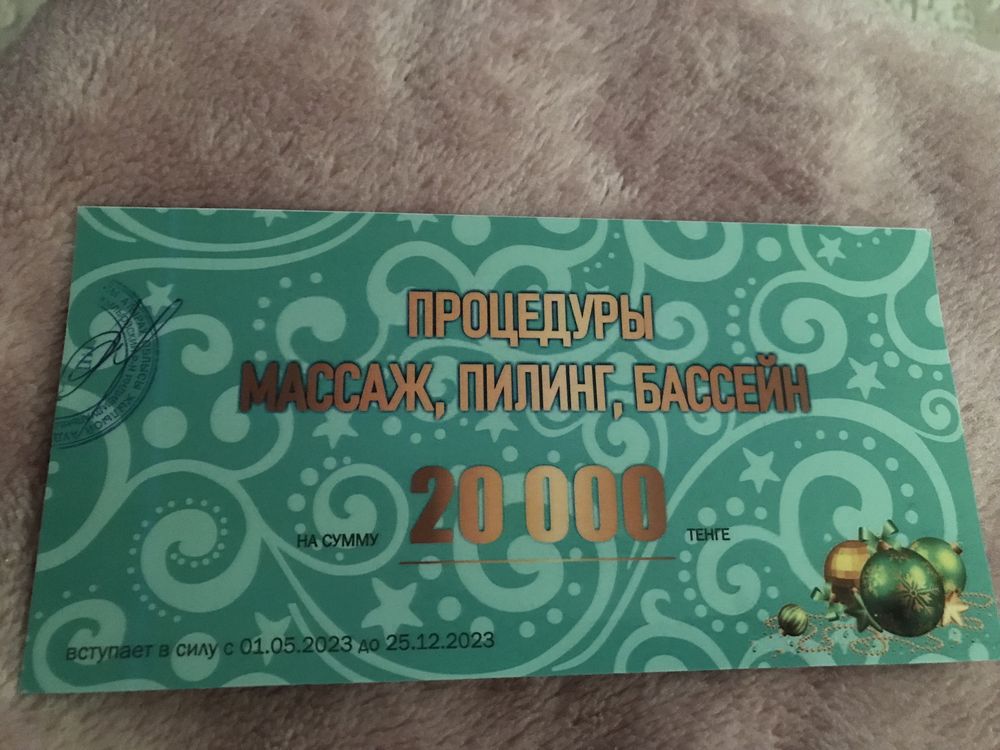 ПРОЦЕДУРЫ
МАССАЖ, ПИЛИНГ, БАССЕЙН
НА СУММУ 20 000 ТЕНГЕ
вступает в силу с 01.05.2023 до 25.12.2023